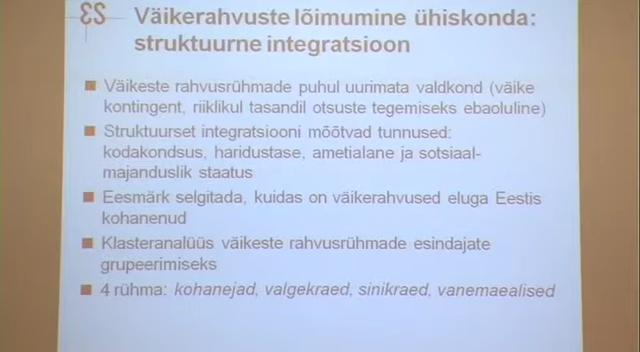 ES
Väikerahvuste lõimumine ühiskonda:
struktuurne integratsioon
Väikeste rahvusrühmade puhul uurimata valdkond (väike
kontingent, riiklikul tasandil otsuste tegemiseks ebaoluline)
Struktuurset integratsiooni mõõtvad tunnused:
kodakondsus, haridustase, ametialane ja sotsiaal-
majanduslik staatus
Eesmärk selgitada, kuidas on väikerahvused eluga Eestis
kohanenud
Klasteranalüüs väikeste rahvusrühmade esindajate
grupeerimiseks
4 rühma: kohanejad, valgekraed, sinikraed, vanemaealised